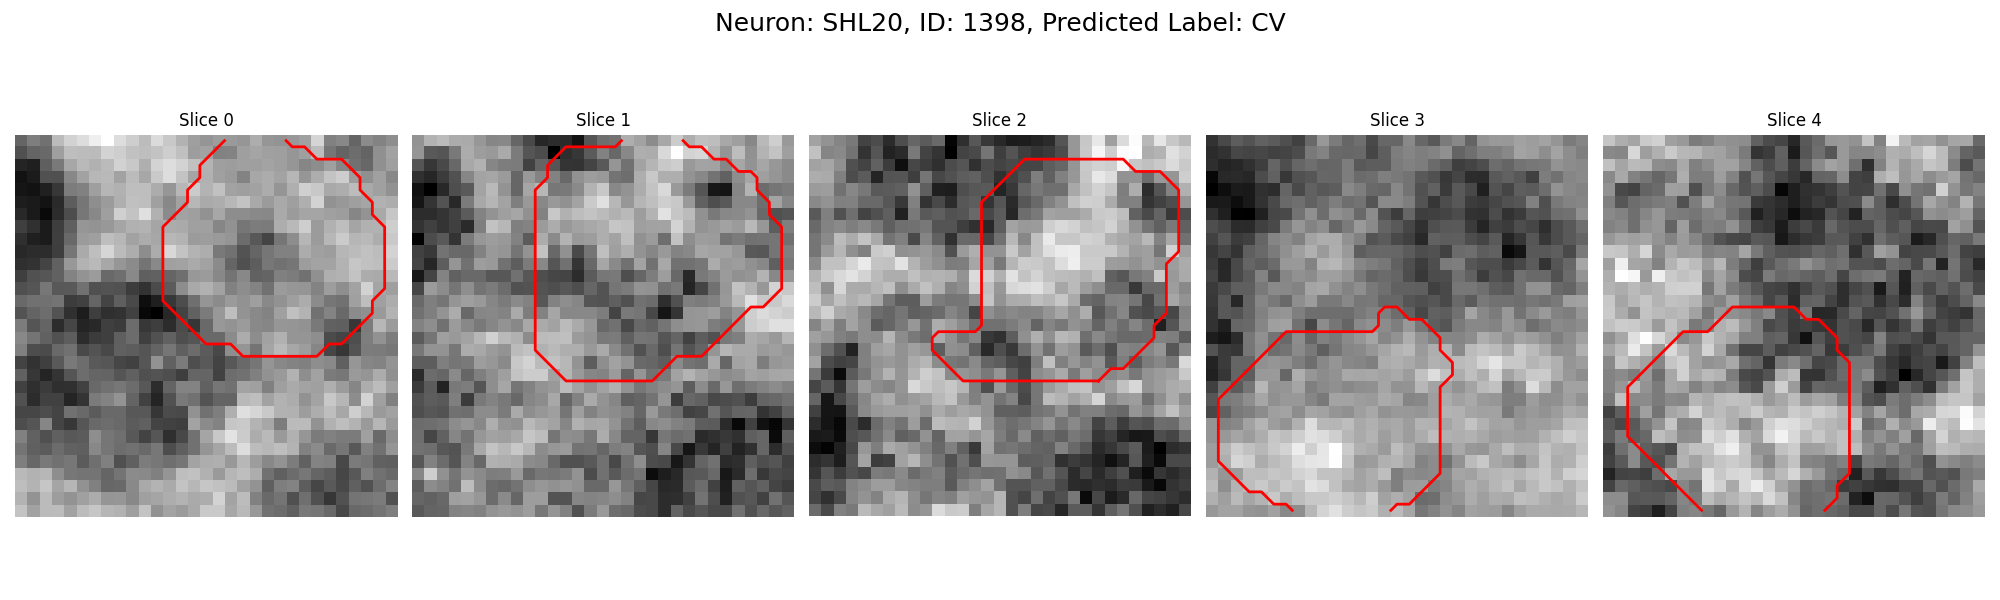 Neuron: SHL20, ID: 1398, Predicted Label: CV
Slice 0
Slice 1
Slice 2
Slice 3
Slice 4